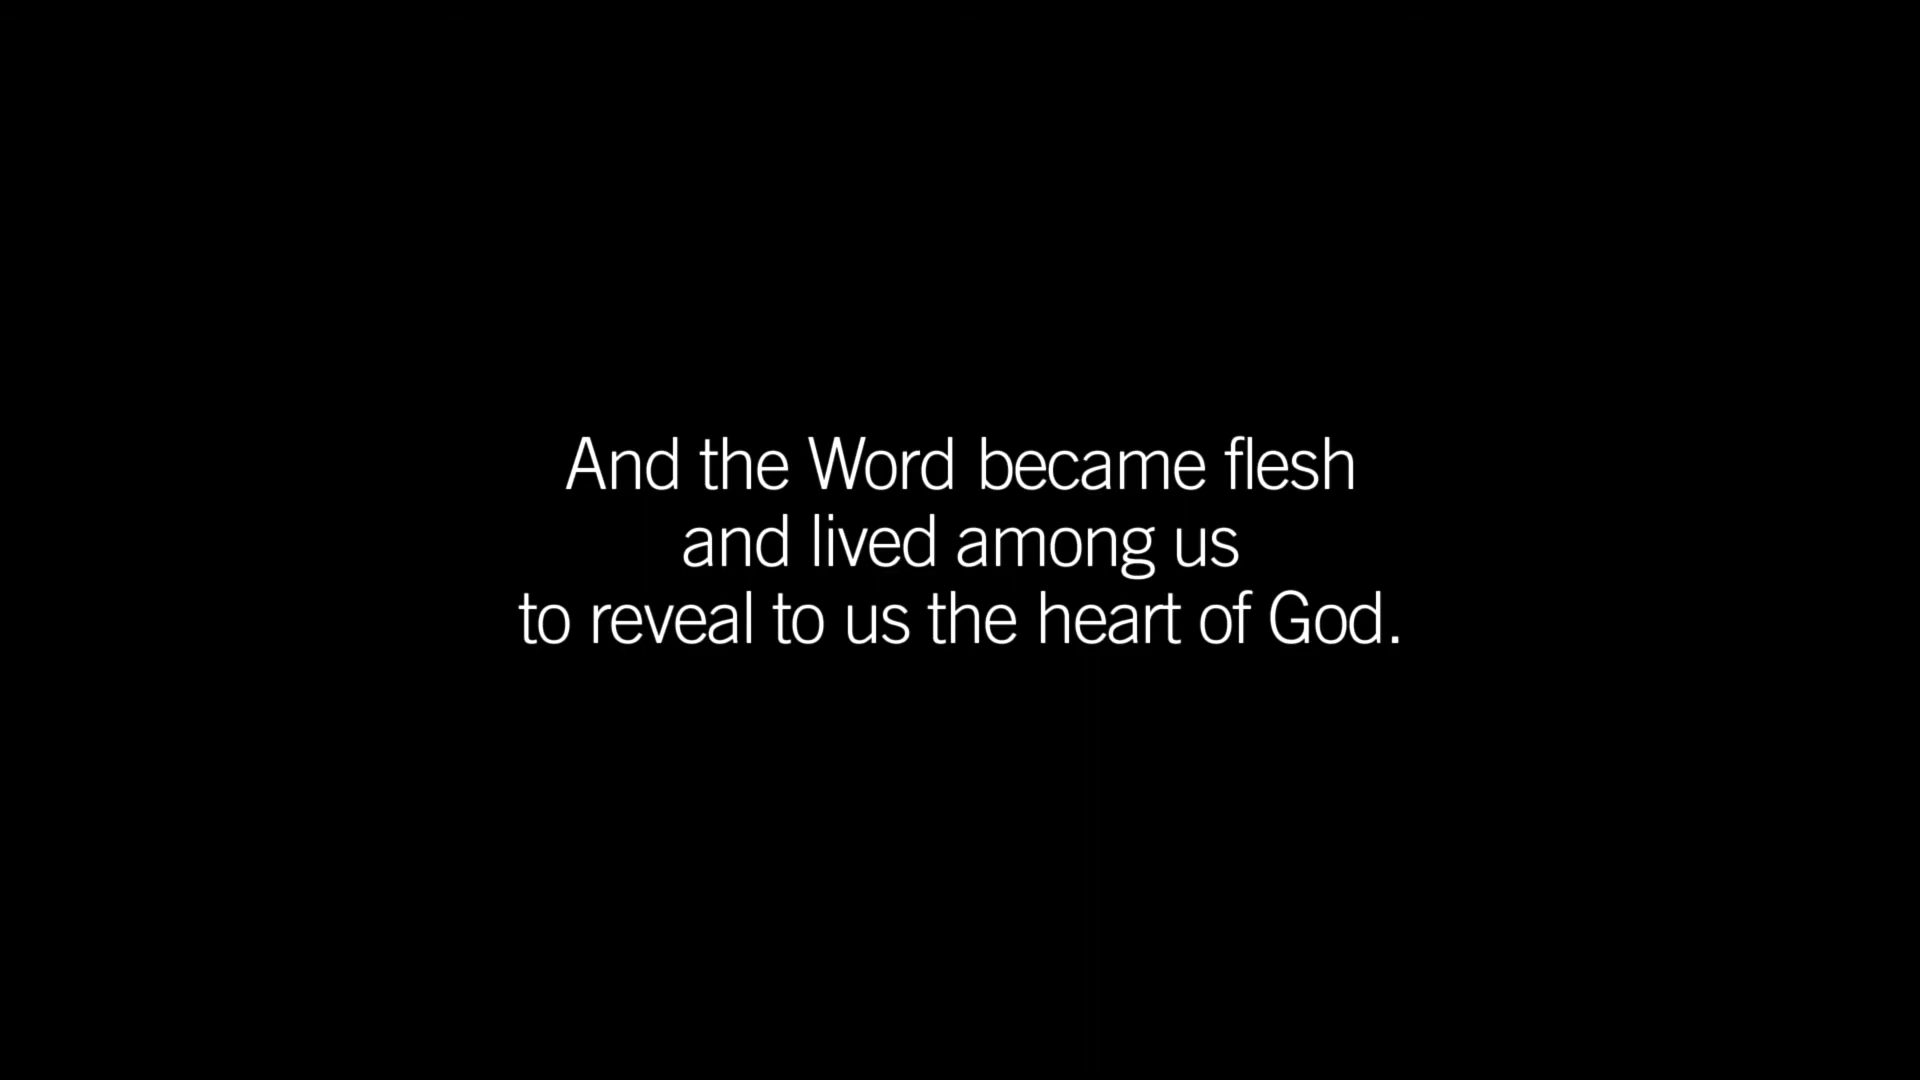 And the Word became flesh
and lived among us
to reveal to us the heart of God.